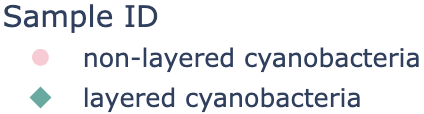 Sample ID
non-layered cyanobacteria
layered cyanobacteria